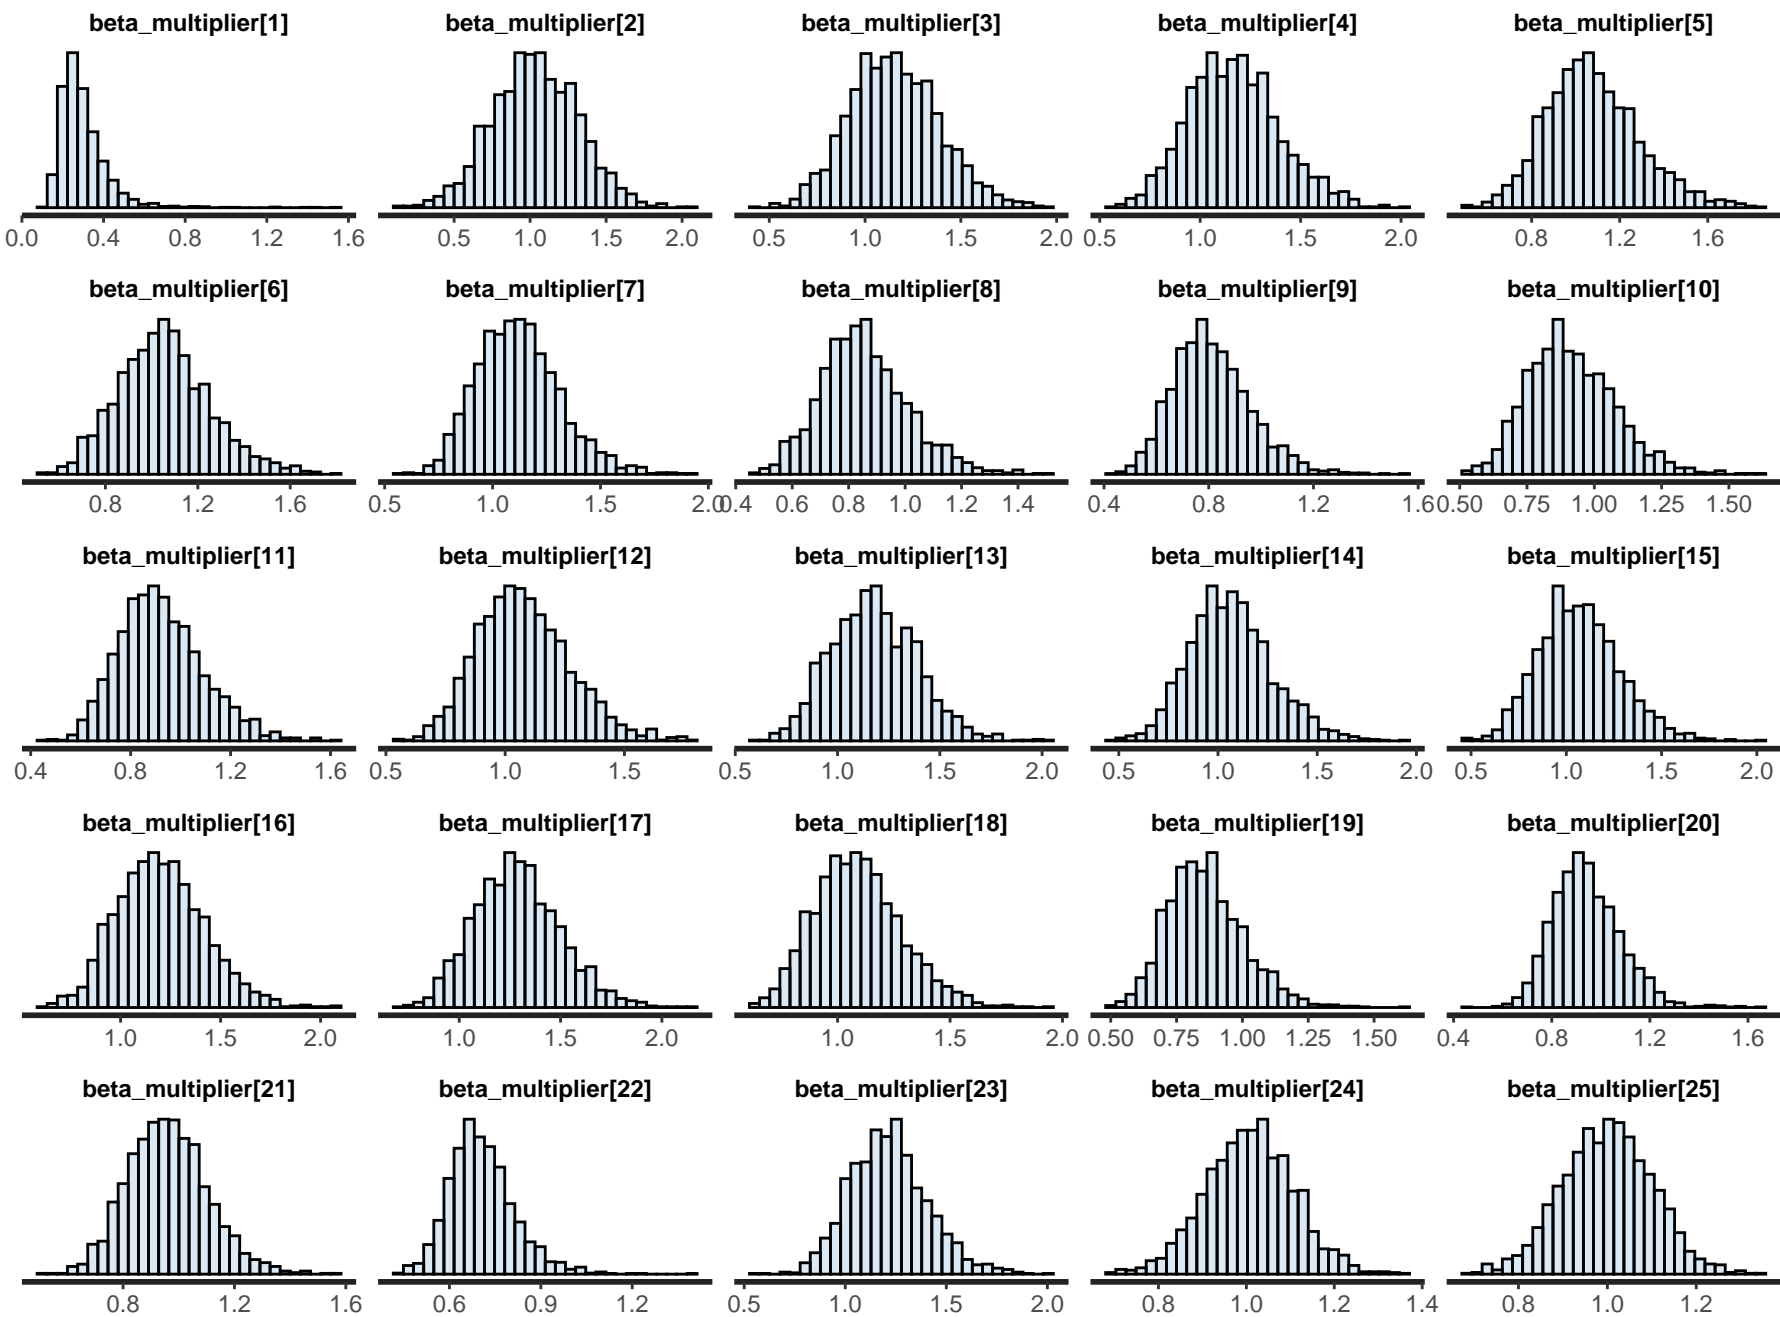 beta_multiplier[1] beta_multiplier[2] beta_multiplier[3] beta_multiplier[4] beta_multiplier[5]
0.0 0.4 0.8 1.2 1.6 0.5 1.0 1.5 2.0 0.5 1.0 1.5 2.0 0.5 1.0 1.5 2.0 0.8 1.2 1.6
beta_multiplier[6] beta_multiplier[7] beta_multiplier[8] beta_multiplier[9] beta_multiplier[10]
0.8 1.2 1.6 0.5 1.0 1.5 2.0 0.4 0.6 0.8 1.0 1.2 1.4 0.4 0.8 1.2 1.6 0.50 0.75 1.00 1.25 1.50
beta_multiplier[11] beta_multiplier[12] beta_multiplier[13] beta_multiplier[14] beta_multiplier[15]
0.4 0.8 1.2 1.6 0.5 1.0 1.5 0.5 1.0 1.5 2.0 0.5 1.0 1.5 2.0 0.5 1.0 1.5 2.0
beta_multiplier[16] beta_multiplier[17] beta_multiplier[18] beta_multiplier[19] beta_multiplier[20]
1.0 1.5 2.0 1.0 1.5 2.0 1.0 1.5 2.0 0.50 0.75 1.00 1.25 1.50 0.4 0.8 1.2 1.6
beta_multiplier[21] beta_multiplier[22] beta_multiplier[23] beta_multiplier[24] beta_multiplier[25]
0.8 1.2 1.6 0.6 0.9 1.2 0.5 1.0 1.5 2.0 0.8 1.0 1.2 1.4 0.8 1.0 1.2